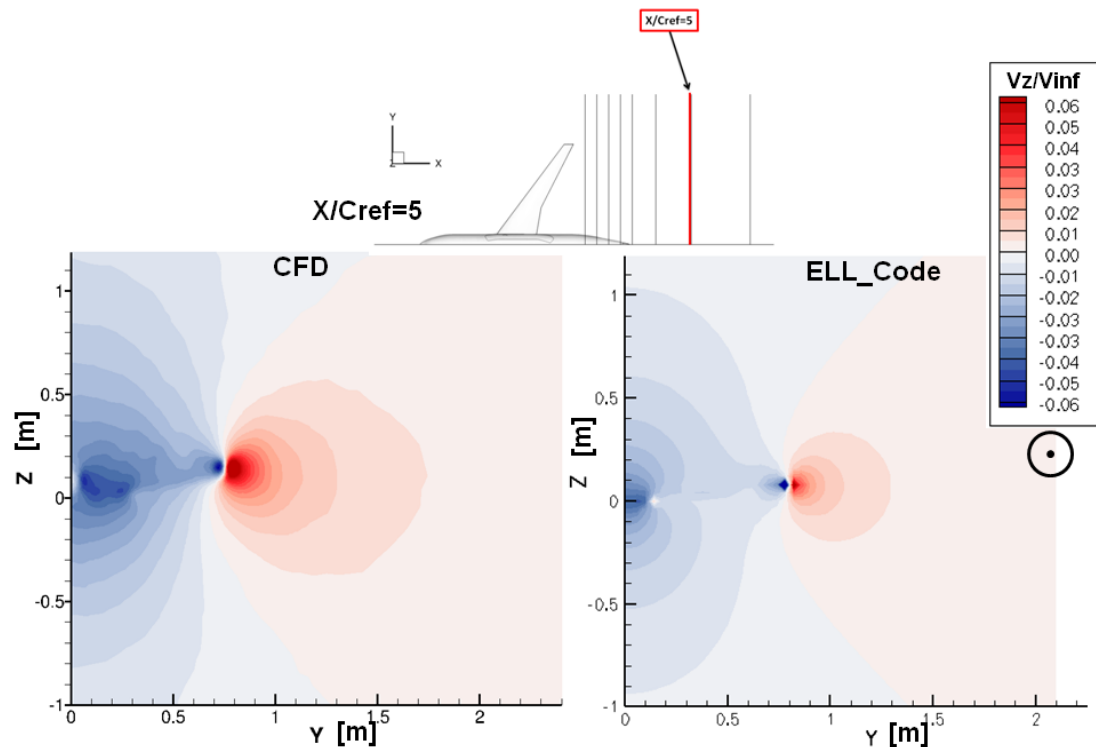 X/Cref=5
Y
Z
X
X/Cref=5
Vz/Vinf
0.06
0.05
0.04
0.03
0.02
0.01
0.01
0.00
-0.01
-0.02
-0.03
-0.03
-0.04
-0.05
-0.06
CFD
1
0.5
0
-0.5
-1
Z [m]
0
0.5
1
1.5
2
Y [m]
ELL_Code
1
0.5
0
-0.5
-1
Z [m]
0
0.5
1
1.5
2
Y [m]